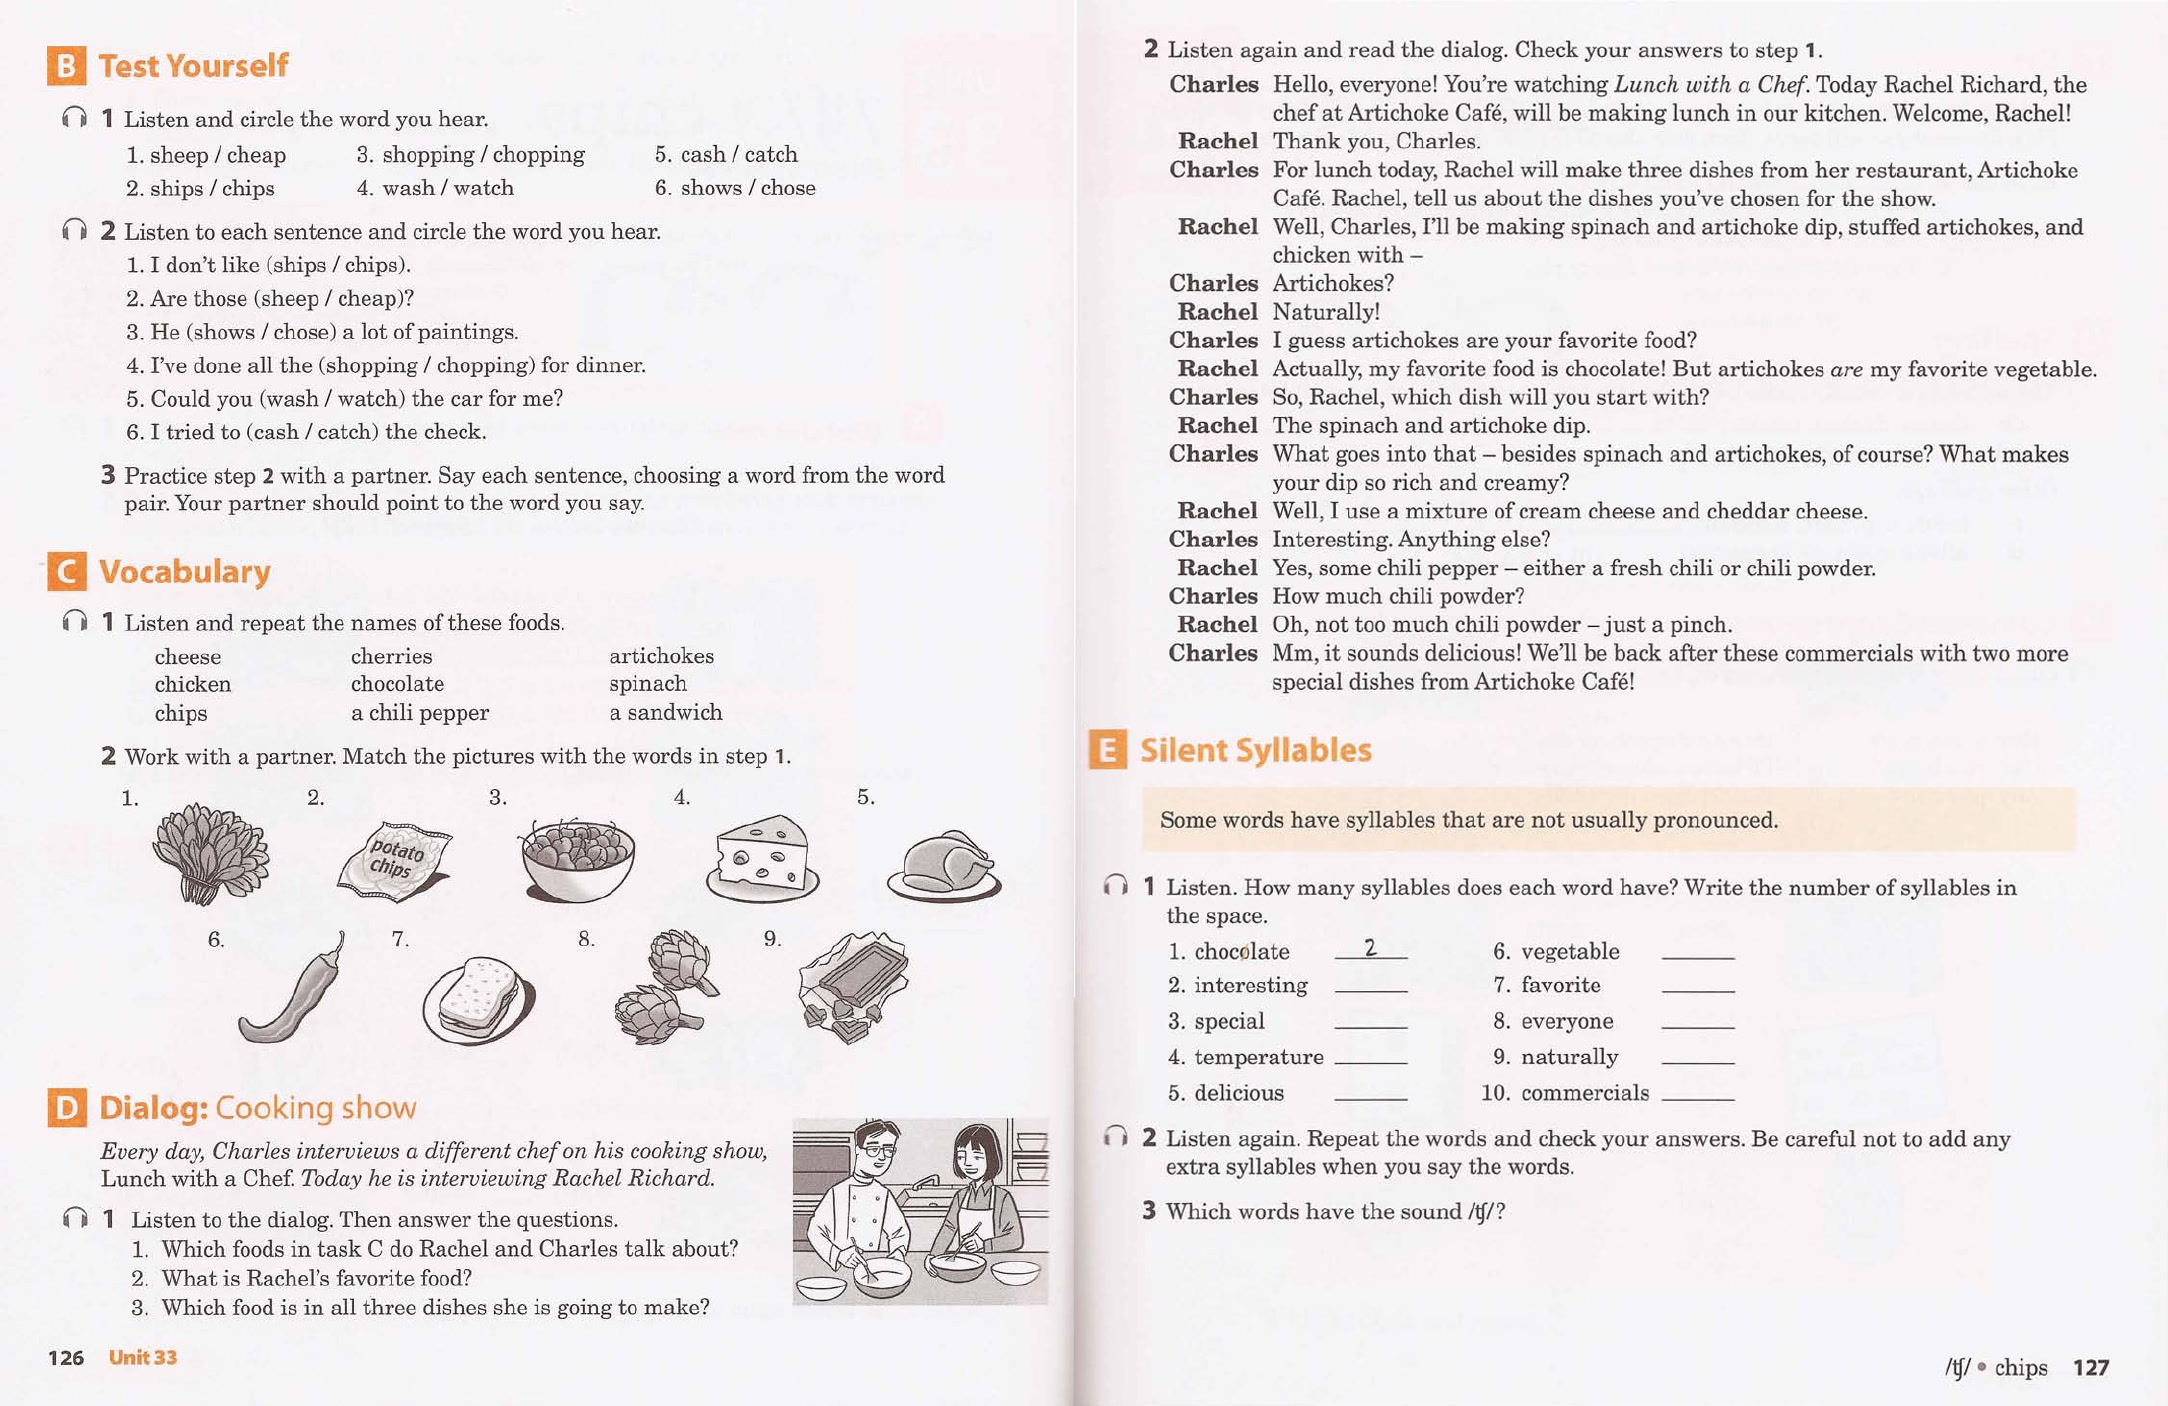 B Test Yourself
1 Listen and circle the word you hear.
1. sheep / cheap 3. shopping / chopping 5. cash / catch
2. ships / chips 4. wash / watch 6. shows / chose
2 Listen to each sentence and circle the word you hear.
1. I don't like (ships / chips).
2. Are those (sheep / cheap)?
3. He (shows / chose) a lot of paintings.
4. I've done all the (shopping / chopping) for dinner.
5. Could you (wash / watch) the car for me?
6. I tried to (cash / catch) the check.
3 Practice step 2 with a partner. Say each sentence, choosing a word from the word
pair. Your partner should point to the word you say.
C Vocabulary
1 Listen and repeat the names of these foods.
cheese cherries artichokes
chicken chocolate spinach
chips a chili pepper a sandwich
2 Work with a partner. Match the pictures with the words in step 1.
1. 2. 3. 4. 5.
potato
chips
6. 7. 8. 9.
D Dialog: Cooking show
Every day, Charles interviews a different chef on his cooking show,
Lunch with a Chef. Today he is interviewing Rachel Richard.
1 Listen to the dialog. Then answer the questions.
1. Which foods in task C do Rachel and Charles talk about?
2. What is Rachel's favorite food?
3. Which food is in all three dishes she is going to make?
126 Unit 33
2 Listen again and read the dialog. Check your answers to step 1.
Charles Hello, everyone! You're watching Lunch with a Chef. Today Rachel Richard, the
chef at Artichoke Café, will be making lunch in our kitchen. Welcome, Rachel!
Rachel Thank you, Charles.
Charles For lunch today, Rachel will make three dishes from her restaurant, Artichoke
Café. Rachel, tell us about the dishes you've chosen for the show.
Rachel Well, Charles, I'll be making spinach and artichoke dip, stuffed artichokes, and
chicken with –
Charles Artichokes?
Rachel Naturally!
Charles I guess artichokes are your favorite food?
Rachel Actually, my favorite food is chocolate! But artichokes are my favorite vegetable.
Charles So, Rachel, which dish will you start with?
Rachel The spinach and artichoke dip.
Charles What goes into that – besides spinach and artichokes, of course? What makes
your dip so rich and creamy?
Rachel Well, I use a mixture of cream cheese and cheddar cheese.
Charles Interesting. Anything else?
Rachel Yes, some chili pepper – either a fresh chili or chili powder.
Charles How much chili powder?
Rachel Oh, not too much chili powder – just a pinch.
Charles Mm, it sounds delicious! We'll be back after these commercials with two more
special dishes from Artichoke Café!
E Silent Syllables
Some words have syllables that are not usually pronounced.
1 Listen. How many syllables does each word have? Write the number of syllables in
the space.
1. chocolate 2 6. vegetable
2. interesting 7. favorite
3. special 8. everyone
4. temperature 9. naturally
5. delicious 10. commercials
2 Listen again. Repeat the words and check your answers. Be careful not to add any
extra syllables when you say the words.
3 Which words have the sound /tʃ/?
/tʃ/ • chips 127